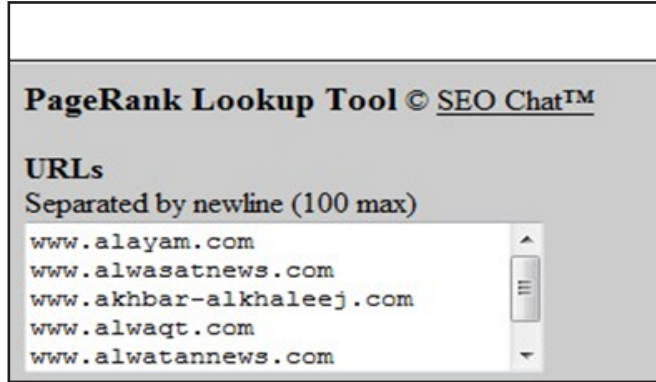 PageRank Lookup Tool © SEO Chat™
URLs
Separated by newline (100 max)
www.alayam.com
www.alwasatnews.com
www.akhbar-alkhaleej.com
www.alwaqt.com
www.alwatannews.com